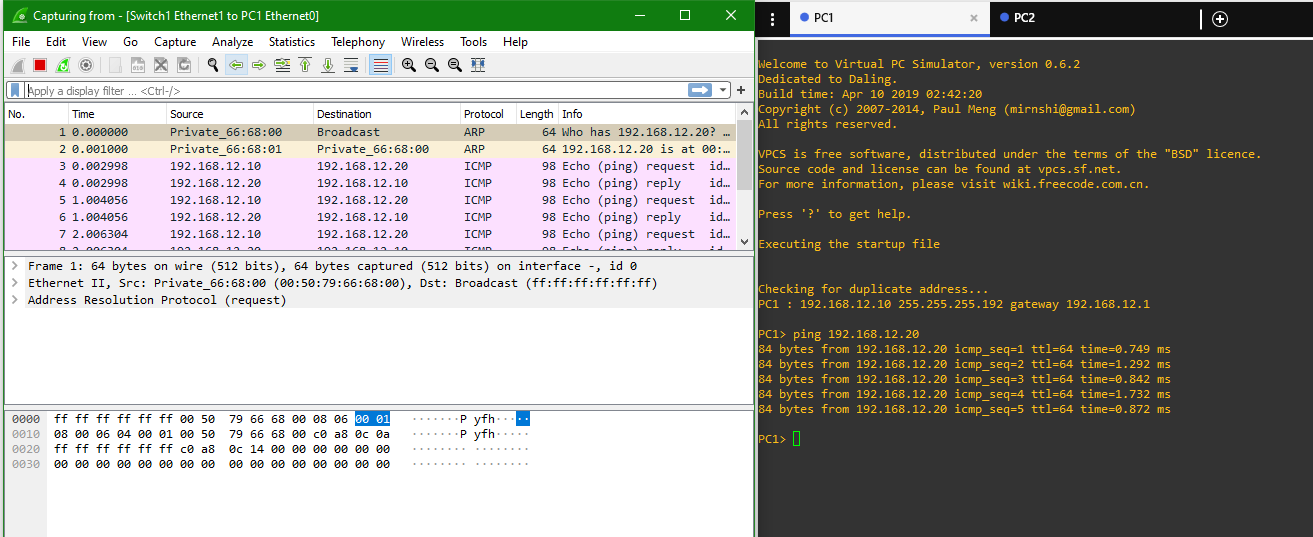 Capturing from - [Switch1 Ethernet1 to PC1 Ethernet0]
File Edit View Go Capture Analyze Statistics Telephony Wireless Tools Help
Apply a display filter ... <Ctrl-/>
No. Time Source Destination Protocol Length Info
1 0.000000 Private_66:68:00 Broadcast ARP 64 Who has 192.168.12.20? …
2 0.001000 Private_66:68:01 Private_66:68:00 ARP 64 192.168.12.20 is at 00:…
3 0.002998 192.168.12.10 192.168.12.20 ICMP 98 Echo (ping) request id…
4 0.002998 192.168.12.20 192.168.12.10 ICMP 98 Echo (ping) reply id…
5 1.004056 192.168.12.10 192.168.12.20 ICMP 98 Echo (ping) request id…
6 1.004056 192.168.12.20 192.168.12.10 ICMP 98 Echo (ping) reply id…
7 2.006304 192.168.12.10 192.168.12.20 ICMP 98 Echo (ping) request id…
8 2.006304 192.168.12.20 192.168.12.10 ICMP 98 Echo (ping) reply id…
Frame 1: 64 bytes on wire (512 bits), 64 bytes captured (512 bits) on interface -, id 0
Ethernet II, Src: Private_66:68:00 (00:50:79:66:68:00), Dst: Broadcast (ff:ff:ff:ff:ff:ff)
Address Resolution Protocol (request)
0000 ff ff ff ff ff ff 00 50 79 66 68 00 08 06 00 01 ·······P yfh·····
0010 08 00 06 04 00 01 00 50 79 66 68 00 c0 a8 0c 0a ·······P yfh·····
0020 ff ff ff ff ff ff c0 a8 0c 14 00 00 00 00 00 00 ········ ········
0030 00 00 00 00 00 00 00 00 00 00 00 00 00 00 00 00 ········ ········
PC1 PC2
Welcome to Virtual PC Simulator, version 0.6.2
Dedicated to Daling.
Build time: Apr 10 2019 02:42:20
Copyright (c) 2007-2014, Paul Meng (mirnshi@gmail.com)
All rights reserved.
VPCS is free software, distributed under the terms of the "BSD" licence.
Source code and license can be found at vpcs.sf.net.
For more information, please visit wiki.freecode.com.cn.
Press '?' to get help.
Executing the startup file
Checking for duplicate address...
PC1 : 192.168.12.10 255.255.255.192 gateway 192.168.12.1
PC1> ping 192.168.12.20
84 bytes from 192.168.12.20 icmp_seq=1 ttl=64 time=0.749 ms
84 bytes from 192.168.12.20 icmp_seq=2 ttl=64 time=1.292 ms
84 bytes from 192.168.12.20 icmp_seq=3 ttl=64 time=0.842 ms
84 bytes from 192.168.12.20 icmp_seq=4 ttl=64 time=1.732 ms
84 bytes from 192.168.12.20 icmp_seq=5 ttl=64 time=0.872 ms
PC1>